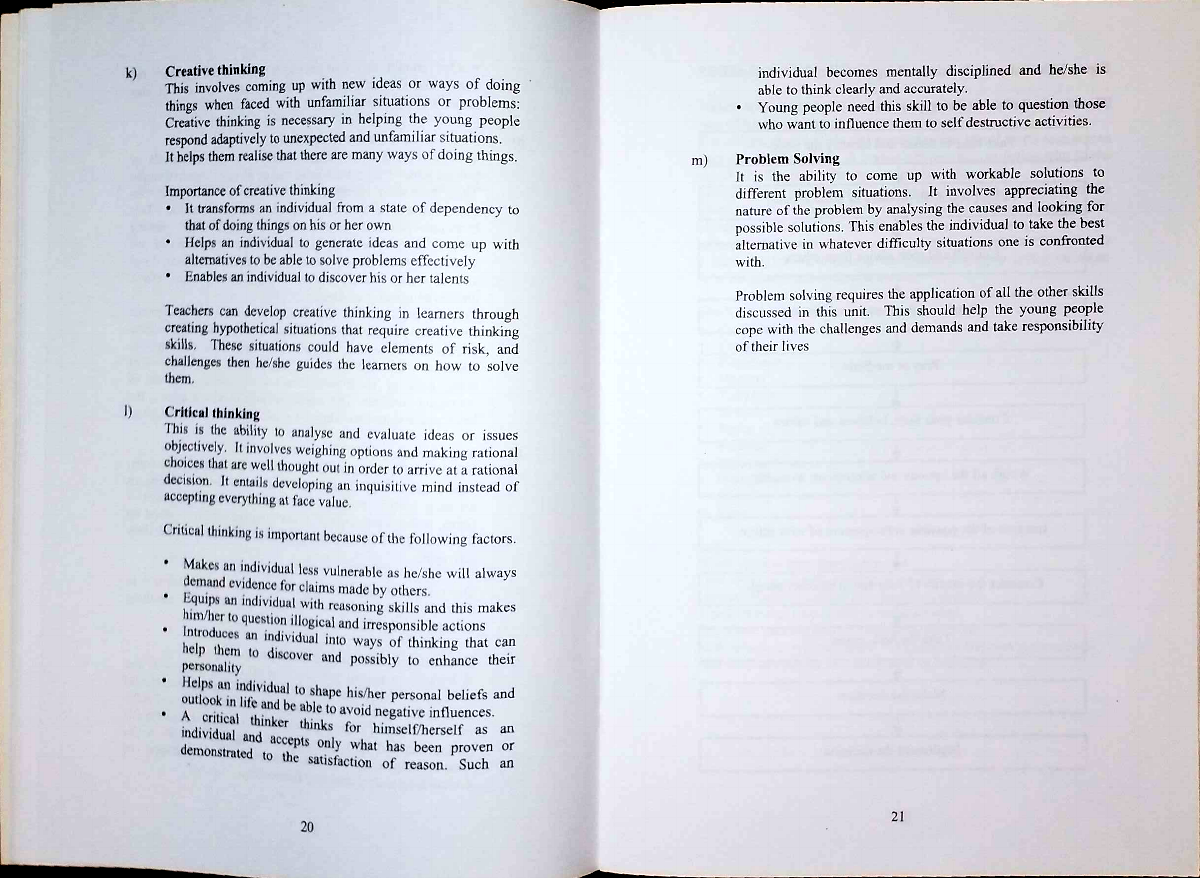 k) Creative thinking
This involves coming up with new ideas or ways of doing
things when faced with unfamiliar situations or problems:
Creative thinking is necessary in helping the young people
respond adaptively to unexpected and unfamiliar situations.
It helps them realise that there are many ways of doing things.
Importance of creative thinking
• It transforms an individual from a state of dependency to
that of doing things on his or her own
• Helps an individual to generate ideas and come up with
alternatives to be able to solve problems effectively
• Enables an individual to discover his or her talents
Teachers can develop creative thinking in learners through
creating hypothetical situations that require creative thinking
skills. These situations could have elements of risk, and
challenges then he/she guides the learners on how to solve
them.
l) Critical thinking
This is the ability to analyse and evaluate ideas or issues
objectively. It involves weighing options and making rational
choices that are well thought out in order to arrive at a rational
decision. It entails developing an inquisitive mind instead of
accepting everything at face value.
Critical thinking is important because of the following factors.
• Makes an individual less vulnerable as he/she will always
demand evidence for claims made by others.
• Equips an individual with reasoning skills and this makes
him/her to question illogical and irresponsible actions
• Introduces an individual into ways of thinking that can
help them to discover and possibly to enhance their
personality
• Helps an individual to shape his/her personal beliefs and
outlook in life and be able to avoid negative influences.
• A critical thinker thinks for himself/herself as an
individual and accepts only what has been proven or
demonstrated to the satisfaction of reason. Such an
20
individual becomes mentally disciplined and he/she is
able to think clearly and accurately.
• Young people need this skill to be able to question those
who want to influence them to self destructive activities.
m) Problem Solving
It is the ability to come up with workable solutions to
different problem situations. It involves appreciating the
nature of the problem by analysing the causes and looking for
possible solutions. This enables the individual to take the best
alternative in whatever difficulty situations one is confronted
with.
Problem solving requires the application of all the other skills
discussed in this unit. This should help the young people
cope with the challenges and demands and take responsibility
of their lives
21